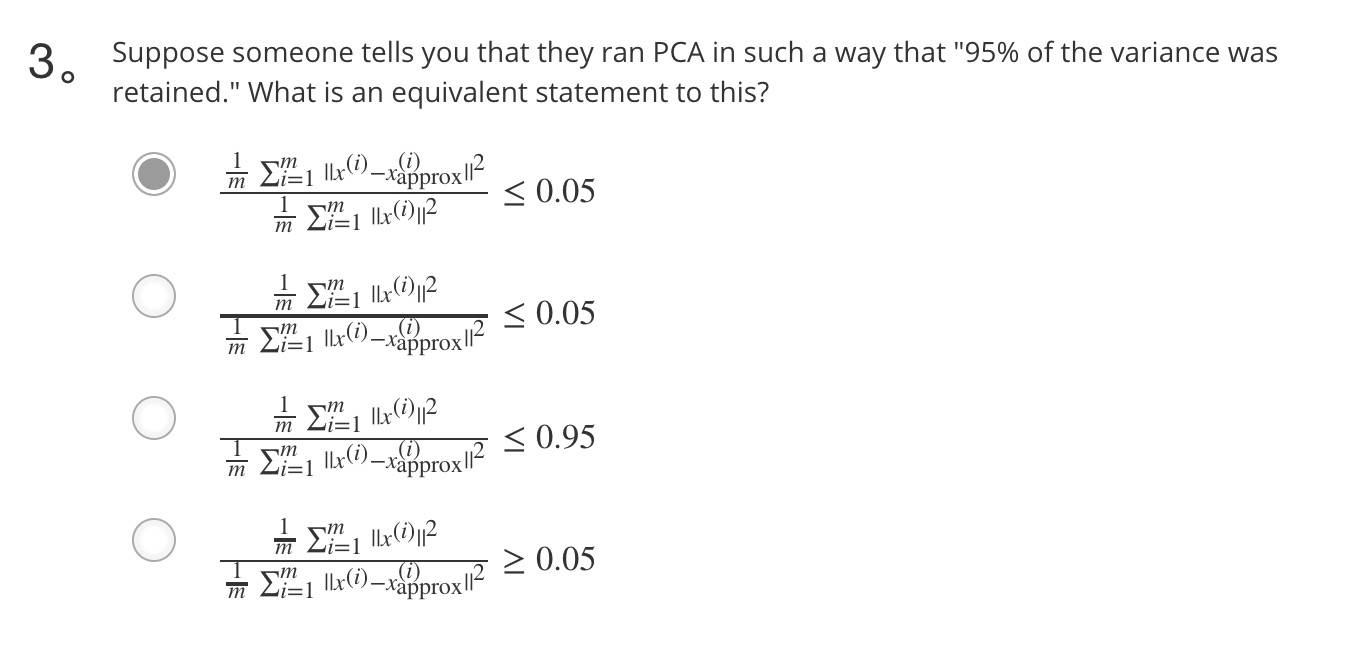 3. Suppose someone tells you that they ran PCA in such a way that "95% of the variance was
retained." What is an equivalent statement to this?
\frac{\frac{1}{m} \sum_{i=1}^{m} ||x^{(i)} - x_{\text{approx}}^{(i)}||^2}{\frac{1}{m} \sum_{i=1}^{m} ||x^{(i)}||^2} \leq 0.05
\frac{\frac{1}{m} \sum_{i=1}^{m} ||x^{(i)}||^2}{\frac{1}{m} \sum_{i=1}^{m} ||x^{(i)} - x_{\text{approx}}^{(i)}||^2} \leq 0.05
\frac{\frac{1}{m} \sum_{i=1}^{m} ||x^{(i)}||^2}{\frac{1}{m} \sum_{i=1}^{m} ||x^{(i)} - x_{\text{approx}}^{(i)}||^2} \leq 0.95
\frac{\frac{1}{m} \sum_{i=1}^{m} ||x^{(i)}||^2}{\frac{1}{m} \sum_{i=1}^{m} ||x^{(i)} - x_{\text{approx}}^{(i)}||^2} \geq 0.05